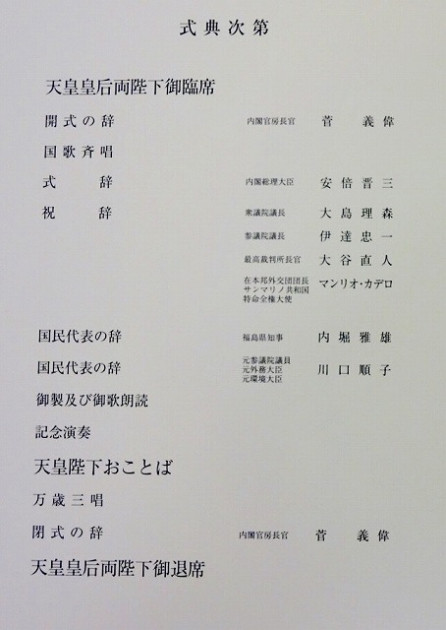 式典次第
天皇皇后両陛下御臨席
開式の辞 内閣官房長官 菅 義偉
国歌斉唱
式 辞 内閣総理大臣 安倍晋三
祝 辞 衆議院議長 大島理森
参議院議長 伊達忠一
最高裁判所長官 大谷直人
在本邦外交団団長
サンマリノ共和国
特命全権大使
マンリオ・カデロ
国民代表の辞 福島県知事 内堀雅雄
国民代表の辞
元参議院議員
元外務大臣
元環境大臣
川口順子
御製及び御歌朗読
記念演奏
天皇陛下おことば
万歳三唱
閉式の辞 内閣官房長官 菅 義偉
天皇皇后両陛下御退席